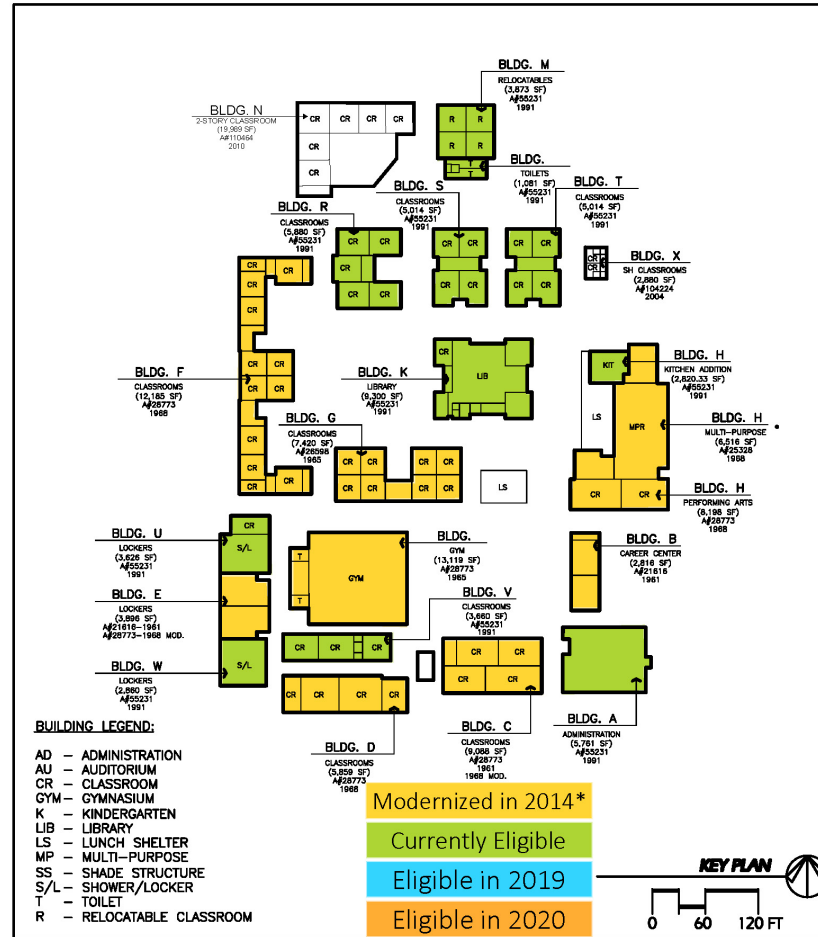 BLDG. M
RELOCATABLES
(3,873 SF)
A#55231
1991
BLDG. N
2-STORY CLASSROOM
(19,989 SF)
A#110464
2010
CR CR CR CR
CR
CR
R R
R R
T
T
BLDG.
TOILETS
(1,081 SF)
A#55231
1991
BLDG. S
CLASSROOMS
(5,014 SF)
A#55231
1991
BLDG. T
CLASSROOMS
(5,014 SF)
A#55231
1991
BLDG. R
CLASSROOMS
(5,880 SF)
A#55231
1991
CR CR
CR
CR CR
CR CR
CR CR
CR CR
CR CR
CR
CR
BLDG. X
SH CLASSROOMS
(2,880 SF)
A#104224
2004
CR CR
CR
CR
CR CR
CR CR
CR
CR
CR CR
BLDG. F
CLASSROOMS
(12,185 SF)
A#28773
1968
BLDG. K
LIBRARY
(9,300 SF)
A#55231
1991
CR
LIB
KIT
LS
MPR
CR CR
BLDG. H
KITCHEN ADDITION
(2,820.33 SF)
A#55231
1991
BLDG. H
MULTI-PURPOSE
(6,516 SF)
A#25328
1968
BLDG. H
PERFORMING ARTS
(8,198 SF)
A#28773
1968
BLDG. G
CLASSROOMS
(7,420 SF)
A#26598
1965
CR CR CR CR
CR CR CR CR
LS
BLDG. U
LOCKERS
(3,626 SF)
A#55231
1991
CR
S/L
BLDG. E
LOCKERS
(3,896 SF)
A#21616-1961
A#28773-1968 MOD.
BLDG. W
LOCKERS
(2,860 SF)
A#55231
1991
S/L
T
GYM
T
BLDG.
GYM
(13,119 SF)
A#28773
1965
BLDG. B
CAREER CENTER
(2,816 SF)
A#21616
1961
BLDG. V
CLASSROOMS
(3,660 SF)
A#55231
1991
CR CR CR
CR CR CR CR
CR CR
CR CR
BLDG. D
CLASSROOMS
(5,859 SF)
A#28773
1968
BLDG. C
CLASSROOMS
(9,088 SF)
A#28773
1961
1968 MOD.
BLDG. A
ADMINISTRATION
(5,761 SF)
A#55231
1991
BUILDING LEGEND:
AD – ADMINISTRATION
AU – AUDITORIUM
CR – CLASSROOM
GYM – GYMNASIUM
K – KINDERGARTEN
LIB – LIBRARY
LS – LUNCH SHELTER
MP – MULTI-PURPOSE
SS – SHADE STRUCTURE
S/L – SHOWER/LOCKER
T – TOILET
R – RELOCATABLE CLASSROOM
Modernized in 2014*
Currently Eligible
Eligible in 2019
Eligible in 2020
KEY PLAN
0 60 120 FT